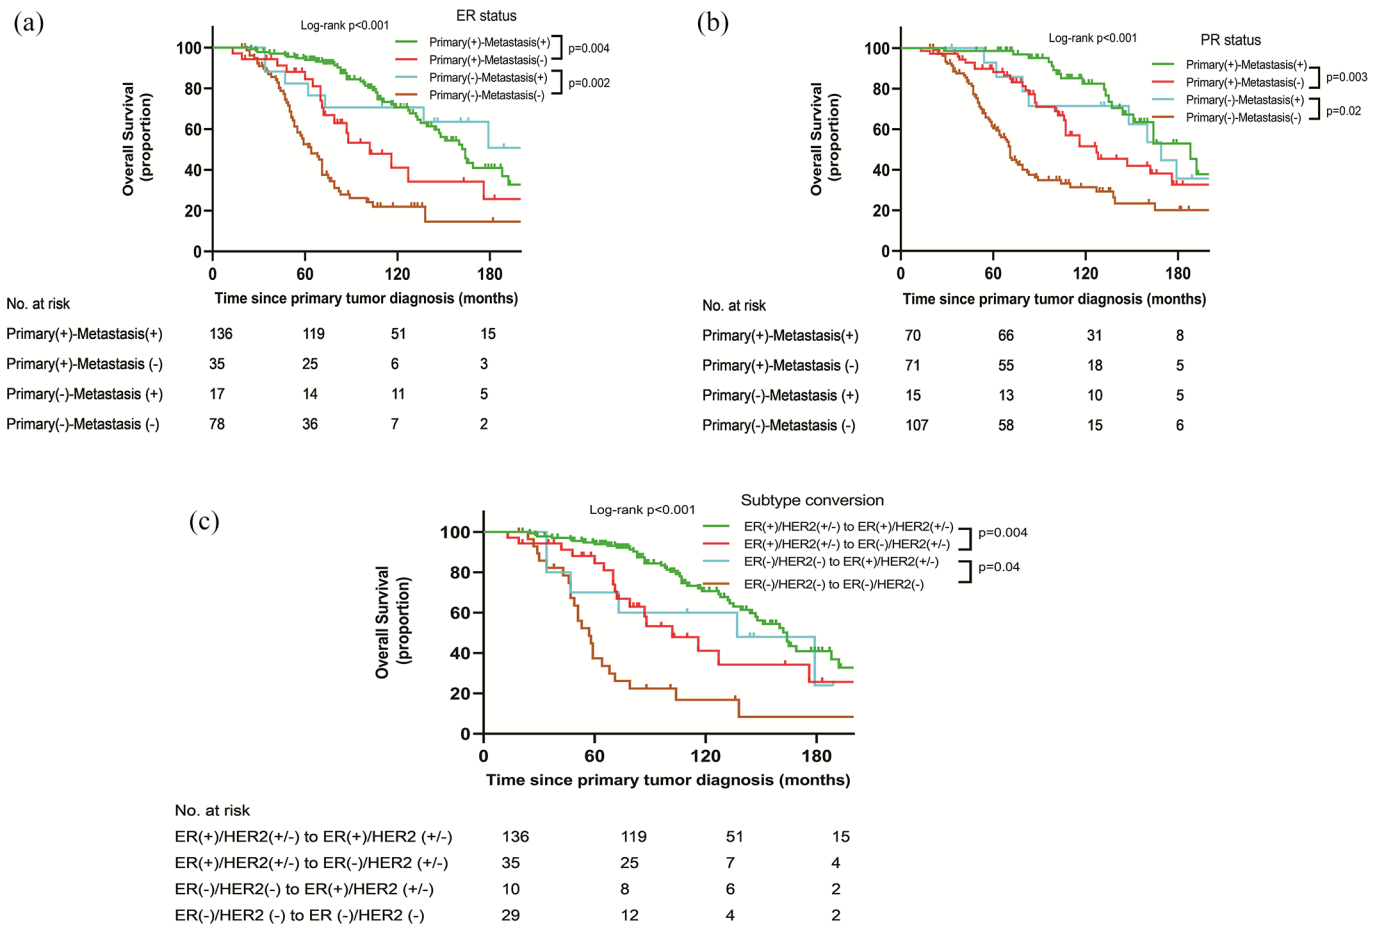 (a)
ER status
Log-rank p<0.001
Primary(+)-Metastasis(+)
Primary(+)-Metastasis(-)
Primary(-)-Metastasis(+)
Primary(-)-Metastasis(-)
p=0.004
p=0.002
Overall Survival
(proportion)
100
80
60
40
20
0
0 60 120 180
Time since primary tumor diagnosis (months)
No. at risk
Primary(+)-Metastasis(+) 136 119 51 15
Primary(+)-Metastasis (-) 35 25 6 3
Primary(-)-Metastasis (+) 17 14 11 5
Primary(-)-Metastasis (-) 78 36 7 2
(b)
PR status
Log-rank p<0.001
Primary(+)-Metastasis(+)
Primary(+)-Metastasis(-)
Primary(-)-Metastasis(+)
Primary(-)-Metastasis(-)
p=0.003
p=0.02
Overall Survival
(proportion)
100
80
60
40
20
0
0 60 120 180
Time since primary tumor diagnosis (months)
No. at risk
Primary(+)-Metastasis(+) 70 66 31 8
Primary(+)-Metastasis (-) 71 55 18 5
Primary(-)-Metastasis (+) 15 13 10 5
Primary(-)-Metastasis (-) 107 58 15 6
(c)
Subtype conversion
Log-rank p<0.001
ER(+)/HER2(+/-) to ER(+)/HER2(+/-)
ER(+)/HER2(+/-) to ER(-)/HER2(+/-)
ER(-)/HER2(-) to ER(+)/HER2(+/-)
ER(-)/HER2(-) to ER(-)/HER2(-)
p=0.004
p=0.04
Overall Survival
(proportion)
100
80
60
40
20
0
0 60 120 180
Time since primary tumor diagnosis (months)
No. at risk
ER(+)/HER2(+/-) to ER(+)/HER2 (+/-) 136 119 51 15
ER(+)/HER2(+/-) to ER(-)/HER2 (+/-) 35 25 7 4
ER(-)/HER2(-) to ER(+)/HER2 (+/-) 10 8 6 2
ER(-)/HER2 (-) to ER (-)/HER2 (-) 29 12 4 2